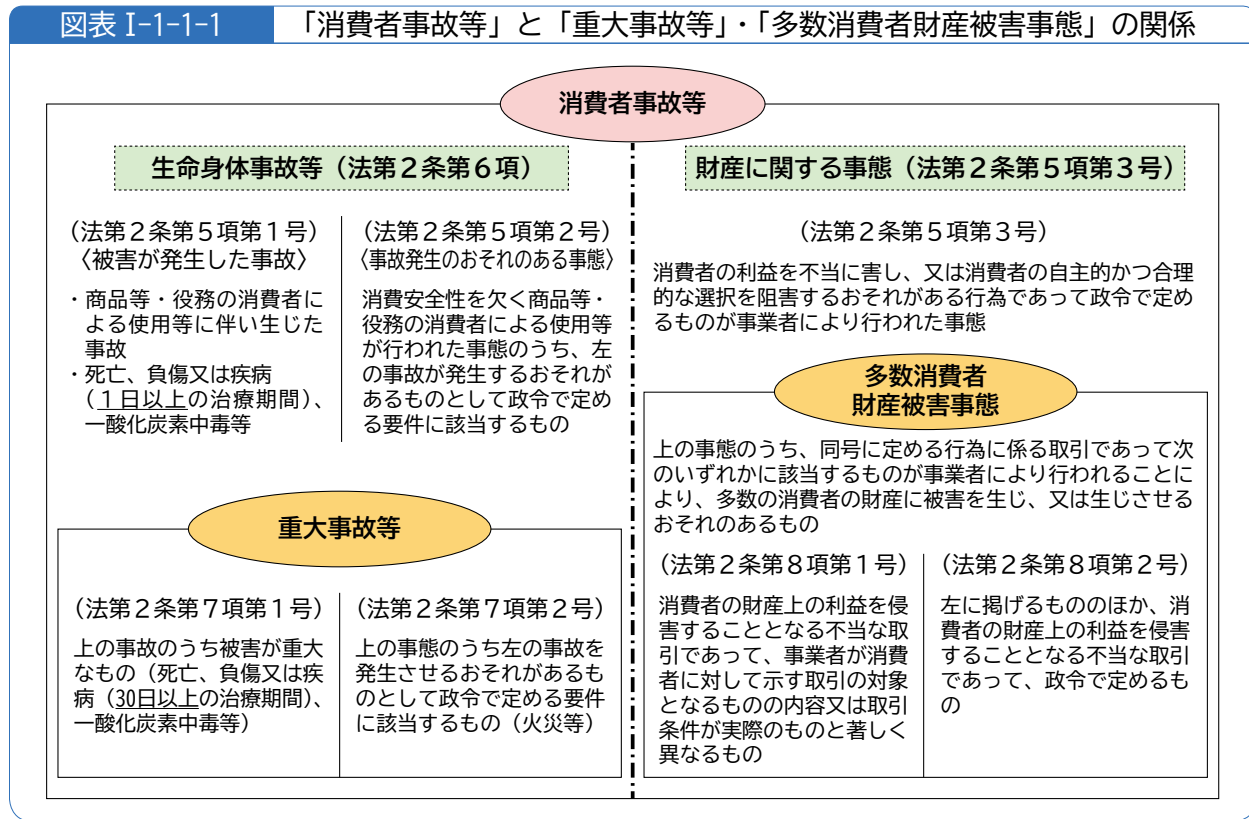 図表 I-1-1-1
「消費者事故等」と「重大事故等」・「多数消費者財産被害事態」の関係
消費者事故等
生命身体事故等（法第２条第６項）
（法第２条第５項第１号）
〈被害が発生した事故〉
・商品等・役務の消費者に
よる使用等に伴い生じた
事故
・死亡、負傷又は疾病
（１日以上の治療期間）、
一酸化炭素中毒等
（法第２条第５項第２号）
〈事故発生のおそれのある事態〉
消費安全性を欠く商品等・
役務の消費者による使用等
が行われた事態のうち、左
の事故が発生するおそれが
あるものとして政令で定め
る要件に該当するもの
重大事故等
（法第２条第７項第１号）
上の事故のうち被害が重大
なもの（死亡、負傷又は疾
病（30日以上の治療期間）、
一酸化炭素中毒等）
（法第２条第７項第２号）
上の事態のうち左の事故を
発生させるおそれがあるも
のとして政令で定める要件
に該当するもの（火災等）
財産に関する事態（法第２条第５項第３号）
（法第２条第５項第３号）
消費者の利益を不当に害し、又は消費者の自主的かつ合理
的な選択を阻害するおそれがある行為であって政令で定め
るものが事業者により行われた事態
多数消費者
財産被害事態
上の事態のうち、同号に定める行為に係る取引であって次
のいずれかに該当するものが事業者により行われることに
より、多数の消費者の財産に被害を生じ、又は生じさせる
おそれのあるもの
（法第２条第８項第１号）
消費者の財産上の利益を侵
害することとなる不当な取
引であって、事業者が消費
者に対して示す取引の対象
となるものの内容又は取引
条件が実際のものと著しく
異なるもの
（法第２条第８項第２号）
左に掲げるもののほか、消
費者の財産上の利益を侵害
することとなる不当な取引
であって、政令で定めるも
の